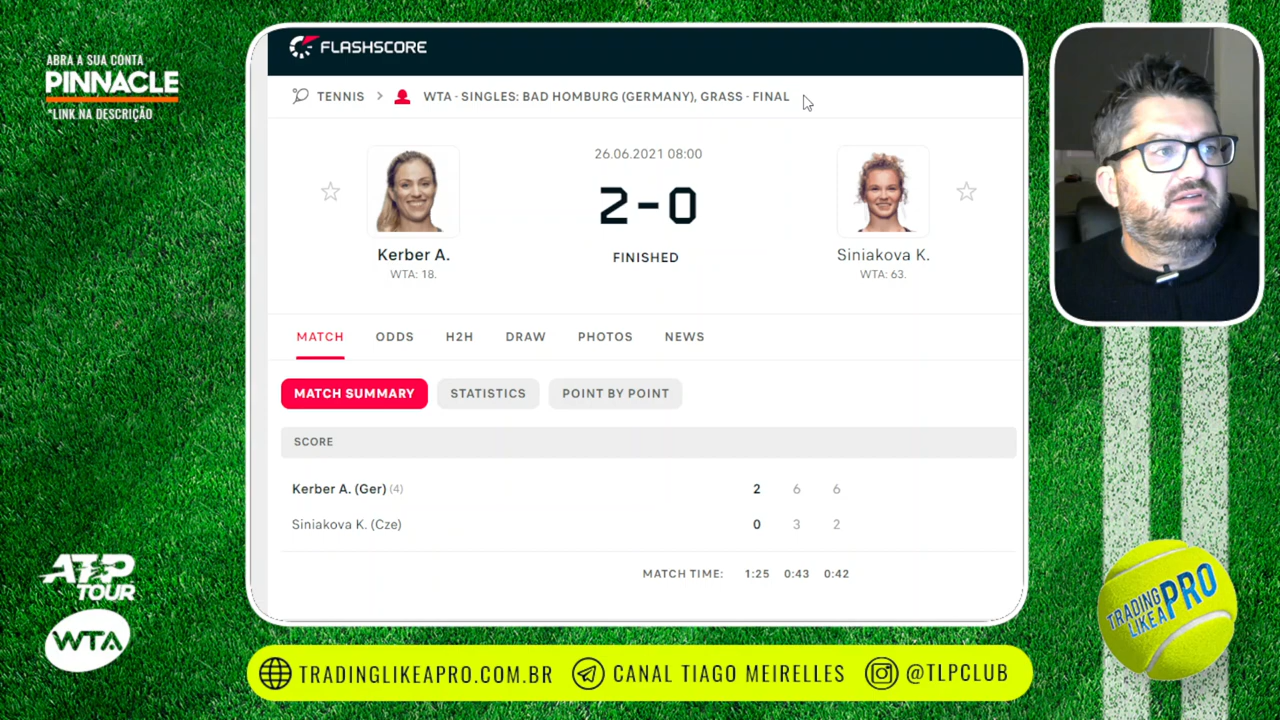 ABRA A SUA CONTA
PINNACLE
*LINK NA DESCRIÇÃO
FLASHSCORE
TENNIS > WTA - SINGLES: BAD HOMBURG (GERMANY), GRASS - FINAL
26.06.2021 08:00
2-0
FINISHED
Kerber A.
WTA: 18.
Siniakova K.
WTA: 63.
MATCH ODDS H2H DRAW PHOTOS NEWS
MATCH SUMMARY STATISTICS POINT BY POINT
SCORE
Kerber A. (Ger) (4) 2 6 6
Siniakova K. (Cze) 0 3 2
MATCH TIME: 1:25 0:43 0:42
ATP
TOUR
WTA
TRADING
LIKE A
PRO
TRADINGLIKEAPRO.COM.BR CANAL TIAGO MEIRELLES @TLPCLUB